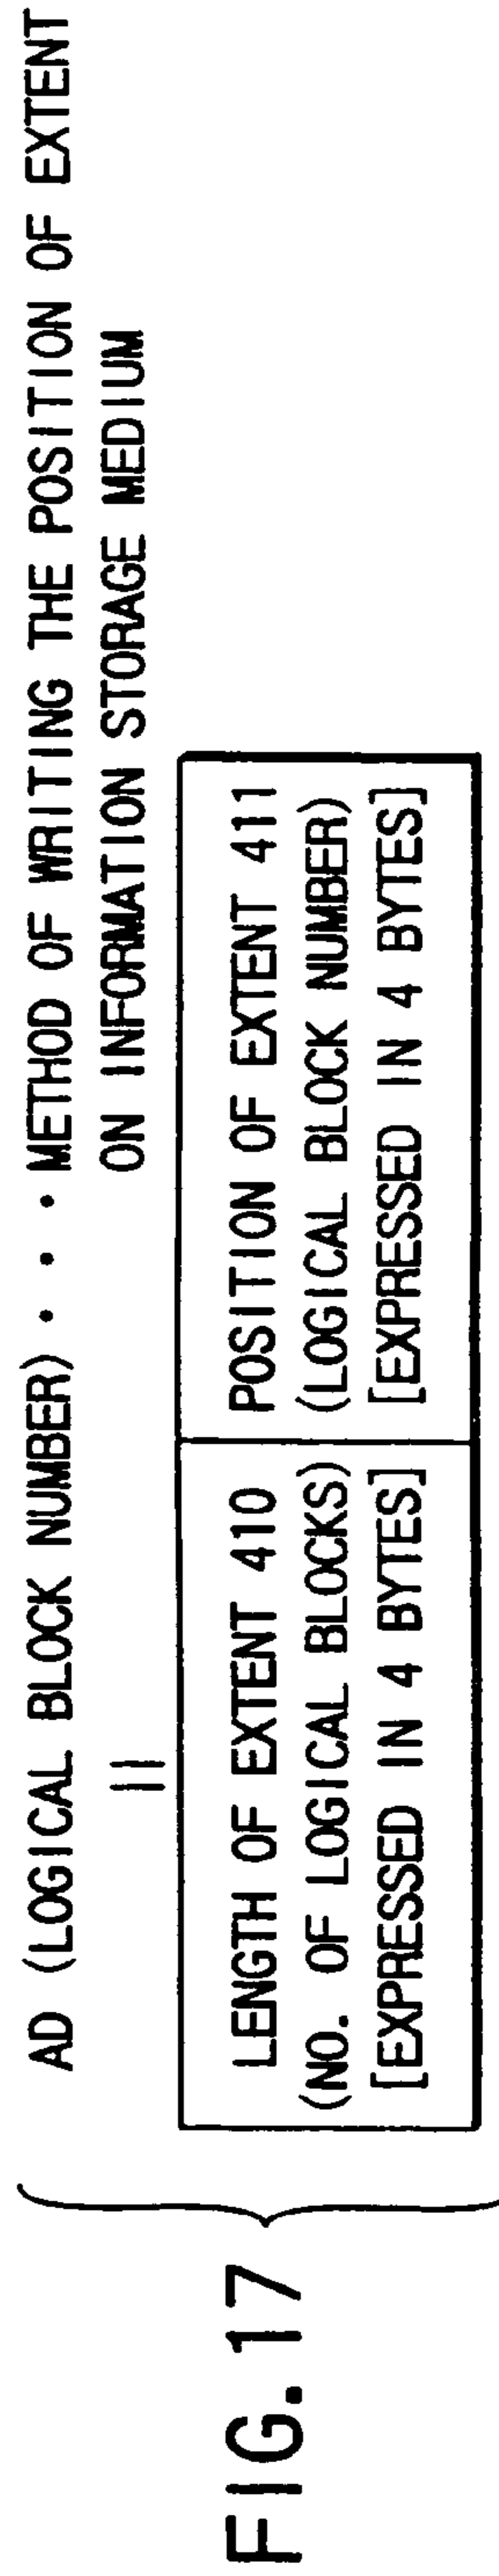 FIG. 17
AD (LOGICAL BLOCK NUMBER) • • • METHOD OF WRITING THE POSITION OF EXTENT
ON INFORMATION STORAGE MEDIUM
=
LENGTH OF EXTENT 410
(NO. OF LOGICAL BLOCKS)
[EXPRESSED IN 4 BYTES]
POSITION OF EXTENT 411
(LOGICAL BLOCK NUMBER)
[EXPRESSED IN 4 BYTES]